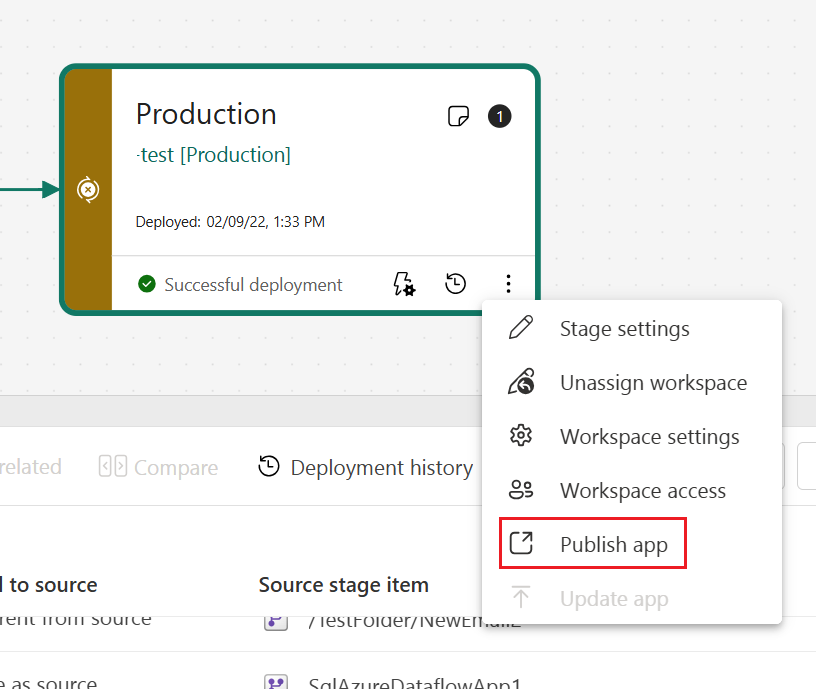 Production
1
·test [Production]
Deployed: 02/09/22, 1:33 PM
Successful deployment
Stage settings
Unassign workspace
Workspace settings
related
Compare
Deployment history
Workspace access
Publish app
to source
Source stage item
Update app
from source
/TestFolder/NewEmail2
as source
SqlAzureDataflowApp1